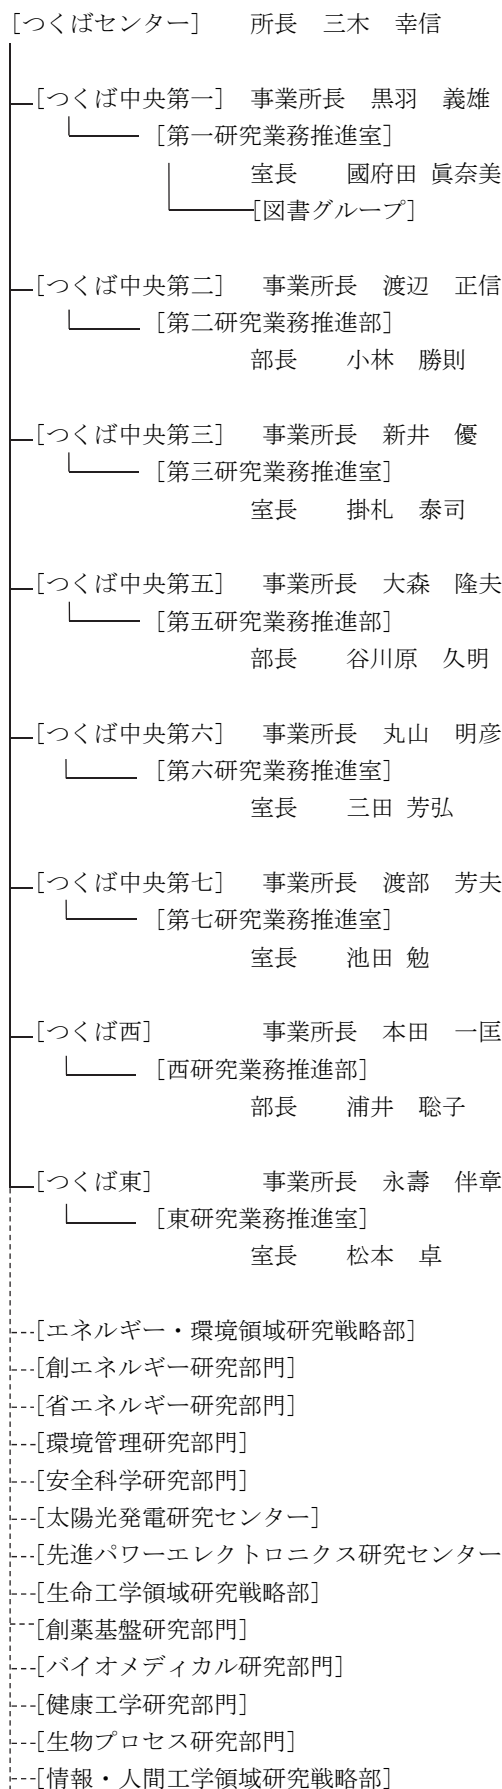 ［つくばセンター］　所長　三木　幸信
［つくば中央第一］　事業所長　黒羽　義雄
［第一研究業務推進室］
室長　國府田 眞奈美
［図書グループ］
［つくば中央第二］　事業所長　渡辺　正信
［第二研究業務推進部］
部長　小林　勝則
［つくば中央第三］　事業所長　新井　優
［第三研究業務推進室］
室長　掛札　泰司
［つくば中央第五］　事業所長　大森　隆夫
［第五研究業務推進部］
部長　谷川原　久明
［つくば中央第六］　事業所長　丸山　明彦
［第六研究業務推進室］
室長　三田 芳弘
［つくば中央第七］　事業所長　渡部　芳夫
［第七研究業務推進室］
室長　池田 勉
［つくば西］　事業所長　本田　一匡
［西研究業務推進部］
部長　浦井　聡子
［つくば東］　事業所長　永壽　伴章
［東研究業務推進室］
室長　松本　卓
［エネルギー・環境領域研究戦略部］
［創エネルギー研究部門］
［省エネルギー研究部門］
［環境管理研究部門］
［安全科学研究部門］
［太陽光発電研究センター］
［先進パワーエレクトロニクス研究センター
［生命工学領域研究戦略部］
［創薬基盤研究部門］
［バイオメディカル研究部門］
［健康工学研究部門］
［生物プロセス研究部門］
［情報・人間工学領域研究戦略部］